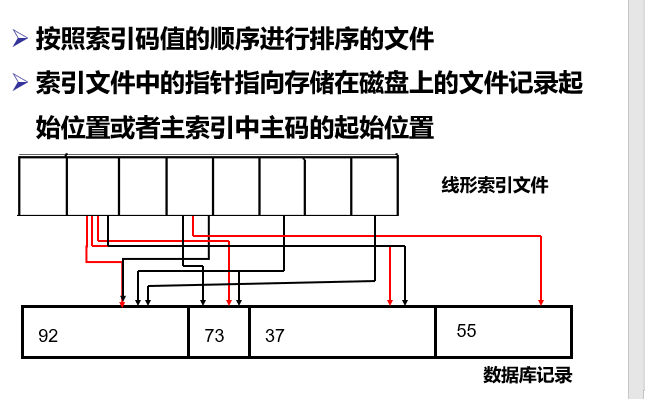 按照索引码值的顺序进行排序的文件
索引文件中的指针指向存储在磁盘上的文件记录起
始位置或者主索引中主码的起始位置
线形索引文件
92 73 37 55
数据库记录